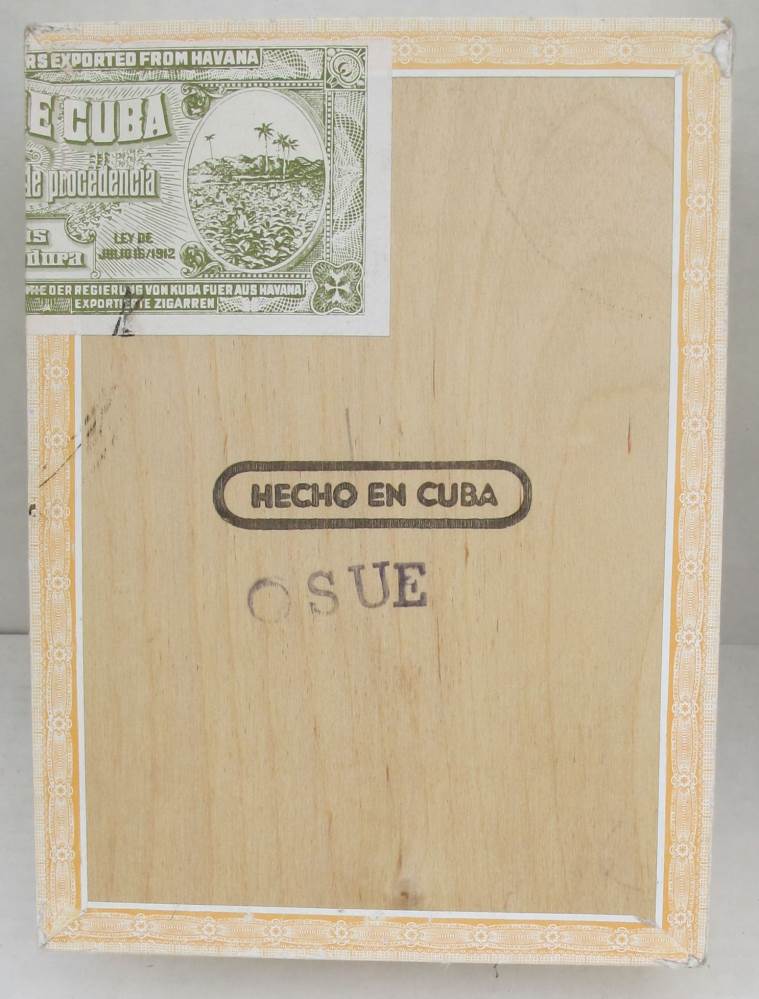 RS EXPORTED FROM HAVANA
E CUBA
de procedencia
LEY DE
JULIO 16/1912
dura
DER REGIERUNG VON KUBA FUER AUS HAVANA
EXPORTIERTE ZIGARREN
HECHO EN CUBA
OSUE